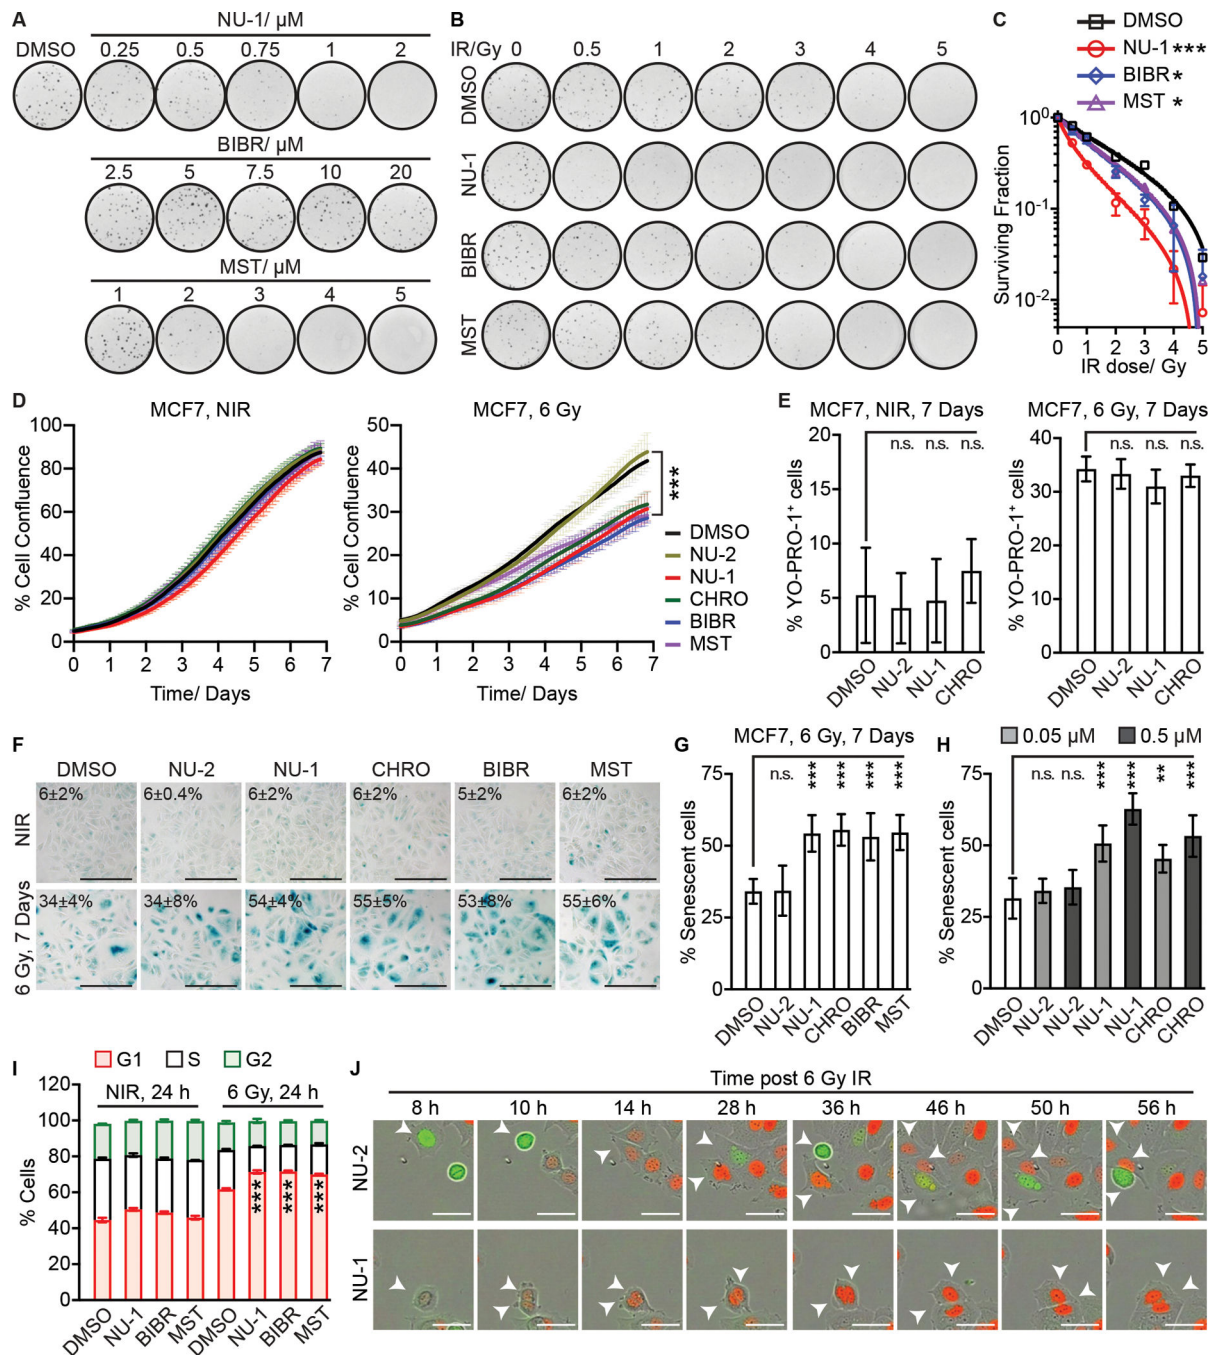 A
NU-1/ µM
DMSO 0.25 0.5 0.75 1 2
BIBR/ µM
2.5 5 7.5 10 20
MST/ µM
1 2 3 4 5
B
IR/Gy 0 0.5 1 2 3 4 5
DMSO
NU-1
BIBR
MST
C
DMSO
NU-1 ***
BIBR *
MST *
Surviving Fraction
10⁰
10⁻¹
10⁻²
0 1 2 3 4 5
IR dose/ Gy
D
MCF7, NIR
% Cell Confluence
100
80
60
40
20
0
0 1 2 3 4 5 6 7
Time/ Days
MCF7, 6 Gy
% Cell Confluence
50
40
30
20
10
0
0 1 2 3 4 5 6 7
Time/ Days
***
DMSO
NU-2
NU-1
CHRO
BIBR
MST
E
MCF7, NIR, 7 Days
% YO-PRO-1⁺ cells
20
15
10
5
0
n.s. n.s. n.s.
DMSO NU-2 NU-1 CHRO
MCF7, 6 Gy, 7 Days
% YO-PRO-1⁺ cells
40
30
20
10
0
n.s. n.s. n.s.
DMSO NU-2 NU-1 CHRO
F
DMSO NU-2 NU-1 CHRO BIBR MST
NIR
6±2% 6±0.4% 6±2% 6±2% 5±2% 6±2%
6 Gy, 7 Days
34±4% 34±8% 54±4% 55±5% 53±8% 55±6%
G
MCF7, 6 Gy, 7 Days
% Senescent cells
75
50
25
0
n.s. *** *** *** ***
DMSO NU-2 NU-1 CHRO BIBR MST
H
0.05 µM 0.5 µM
% Senescent cells
75
50
25
0
n.s. n.s. *** *** ** ***
DMSO NU-2 NU-2 NU-1 NU-1 CHRO CHRO
I
G1 S G2
% Cells
120
100
80
60
40
20
0
NIR, 24 h 6 Gy, 24 h
*** *** ***
DMSO NU-1 BIBR MST DMSO NU-1 BIBR MST
J
Time post 6 Gy IR
8 h 10 h 14 h 28 h 36 h 46 h 50 h 56 h
NU-2
NU-1